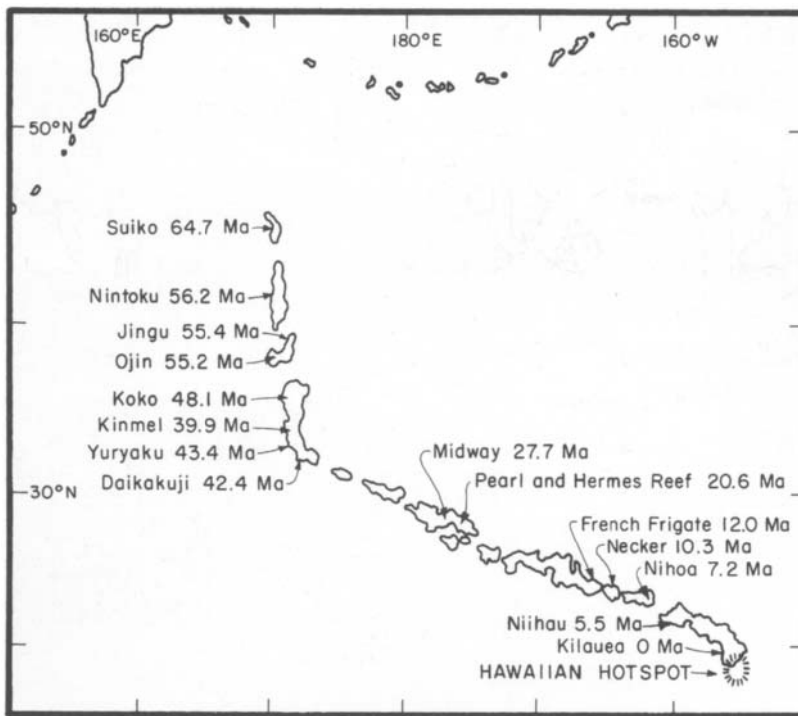 160°E
180°E
160°W
50°N
Suiko 64.7 Ma
Nintoku 56.2 Ma
Jingu 55.4 Ma
Ojin 55.2 Ma
Koko 48.1 Ma
Kinmel 39.9 Ma
Yuryaku 43.4 Ma
Daikakuji 42.4 Ma
Midway 27.7 Ma
Pearl and Hermes Reef 20.6 Ma
30°N
French Frigate 12.0 Ma
Necker 10.3 Ma
Nihoa 7.2 Ma
Niihau 5.5 Ma
Kilauea 0 Ma
HAWAIIAN HOTSPOT